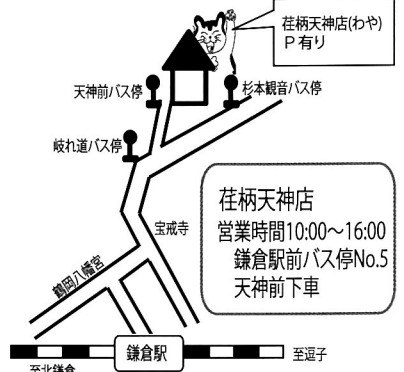 荏柄天神店(わや)
P有り
天神前バス停
杉本観音バス停
岐れ道バス停
宝戒寺
鶴岡八幡宮
荏柄天神店
営業時間10:00〜16:00
鎌倉駅前バス停No.5
天神前下車
鎌倉駅
至逗子
至北鎌倉